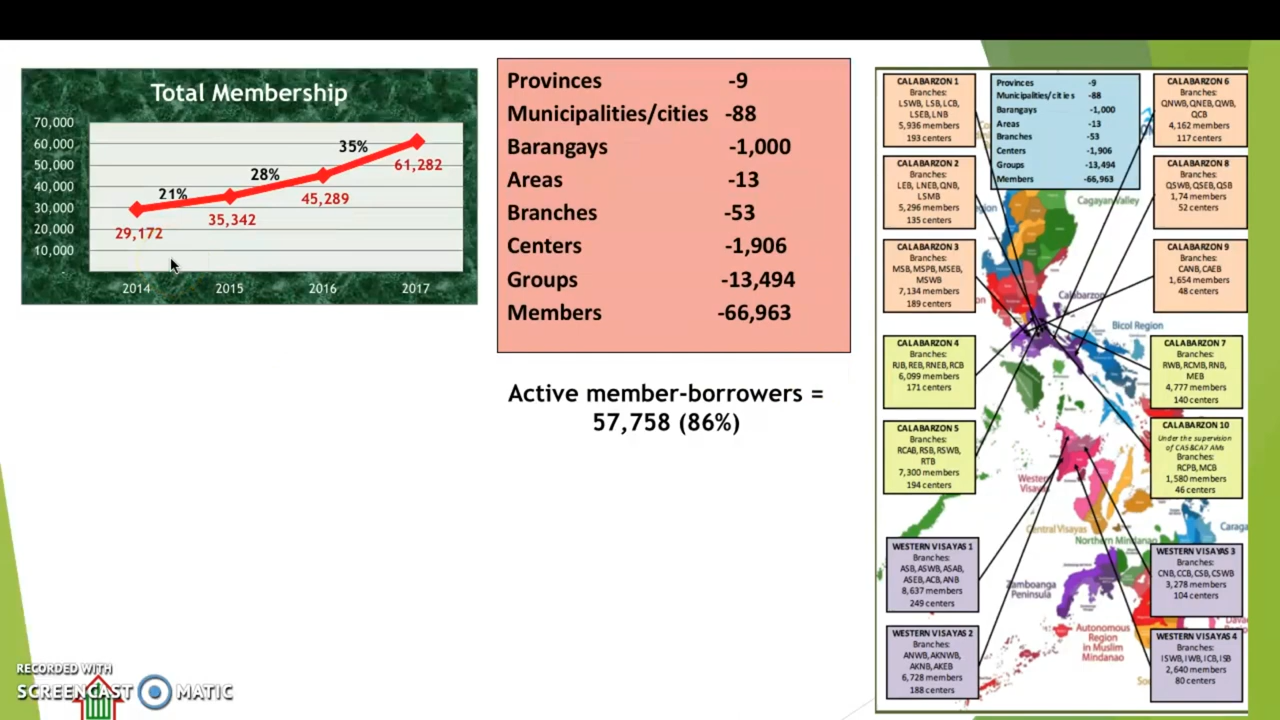 Total Membership
70,000
60,000
50,000
40,000
30,000
20,000
10,000
-
21%
28%
35%
29,172
35,342
45,289
61,282
2014 2015 2016 2017
Provinces -9
Municipalities/cities -88
Barangays -1,000
Areas -13
Branches -53
Centers -1,906
Groups -13,494
Members -66,963
Active member-borrowers =
57,758 (86%)
CALABARZON 1
Branches:
LSWB, LSB, LCB,
LSEB, LNB
5,936 members
193 centers
CALABARZON 2
Branches:
LEB, LNEB, QNB,
LSMB
5,296 members
135 centers
CALABARZON 3
Branches:
MSB, MSPB, MSEB,
MSWB
7,134 members
189 centers
CALABARZON 4
Branches:
RJB, REB, RNEB, RCB
6,099 members
171 centers
CALABARZON 5
Branches:
RCAB, RSB, RSWB,
RTB
7,300 members
194 centers
WESTERN VISAYAS 1
Branches:
ASB, ASWB, ASAB,
ASEB, ACB, ANB
8,637 members
249 centers
WESTERN VISAYAS 2
Branches:
ANWB, AKNWB,
AKNB, AKEB
6,728 members
188 centers
Provinces -9
Municipalities/cities -88
Barangays -1,000
Areas -13
Branches -53
Centers -1,906
Groups -13,494
Members -66,963
CALABARZON 6
Branches:
QNWB, QNEB, QWB,
QCB
4,162 members
117 centers
CALABARZON 8
Branches:
QSWB, QSEB, QSB
1,74 members
52 centers
CALABARZON 9
Branches:
CANB, CAEB
1,654 members
48 centers
CALABARZON 7
Branches:
RWB, RCMB, RNB,
MEB
4,777 members
140 centers
CALABARZON 10
Under the supervision
of CA5&CA7 AMs
Branches:
RCPB, MCB
1,580 members
46 centers
WESTERN VISAYAS 3
Branches:
CNB, CCB, CSB, CSWB
3,278 members
104 centers
WESTERN VISAYAS 4
Branches:
ISWB, IWB, ICB, ISB
2,640 members
80 centers
Cagayan Valley
Calabarzon
Bicol Region
Western
Visayas
Central Visayas
Northern Mindanao
Caraga
Zamboanga
Peninsula
Autonomous
Region
in Muslim
Mindanao
RECORDED WITH
SCREENCAST MATIC